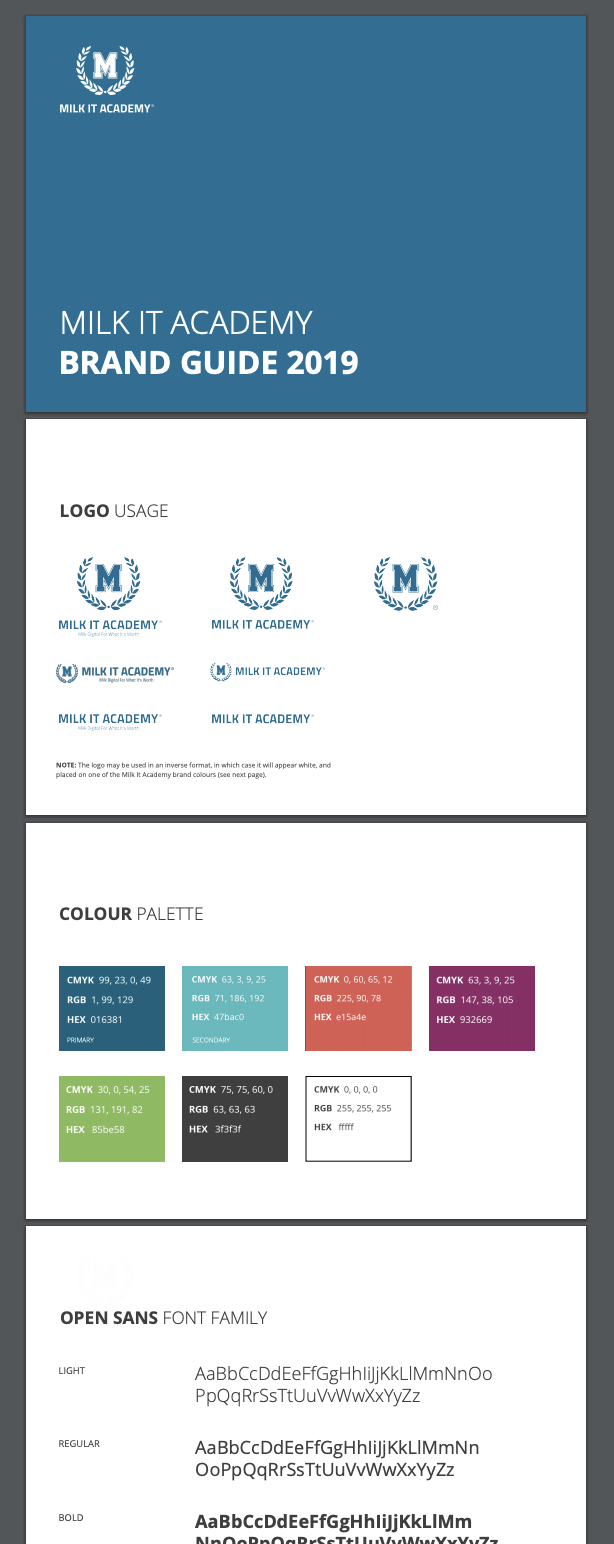 M
MILK IT ACADEMY®
MILK IT ACADEMY
BRAND GUIDE 2019
LOGO USAGE
M
M
M
®
MILK IT ACADEMY®
Milk Digital For What It's Worth
MILK IT ACADEMY®
M MILK IT ACADEMY®
Milk Digital For What It's Worth
M MILK IT ACADEMY®
MILK IT ACADEMY®
Milk Digital For What It's Worth
MILK IT ACADEMY®
NOTE: The logo may be used in an inverse format, in which case it will appear white, and
placed on one of the Milk It Academy brand colours (see next page).
COLOUR PALETTE
CMYK 99, 23, 0, 49
RGB 1, 99, 129
HEX 016381
PRIMARY
CMYK 63, 3, 9, 25
RGB 71, 186, 192
HEX 47bac0
SECONDARY
CMYK 0, 60, 65, 12
RGB 225, 90, 78
HEX e15a4e
CMYK 63, 3, 9, 25
RGB 147, 38, 105
HEX 932669
CMYK 30, 0, 54, 25
RGB 131, 191, 82
HEX 85be58
CMYK 75, 75, 60, 0
RGB 63, 63, 63
HEX 3f3f3f
CMYK 0, 0, 0, 0
RGB 255, 255, 255
HEX fffff
M
OPEN SANS FONT FAMILY
LIGHT
AaBbCcDdEeFfGgHhIiJjKkLlMmNnOo
PpQqRrSsTtUuVvWwXxYyZz
REGULAR
AaBbCcDdEeFfGgHhIiJjKkLlMmNn
OoPpQqRrSsTtUuVvWwXxYyZz
BOLD
AaBbCcDdEeFfGgHhIiJjKkLlMm
NnOoPpQqRrSsTtUuVvWwXxYyZz